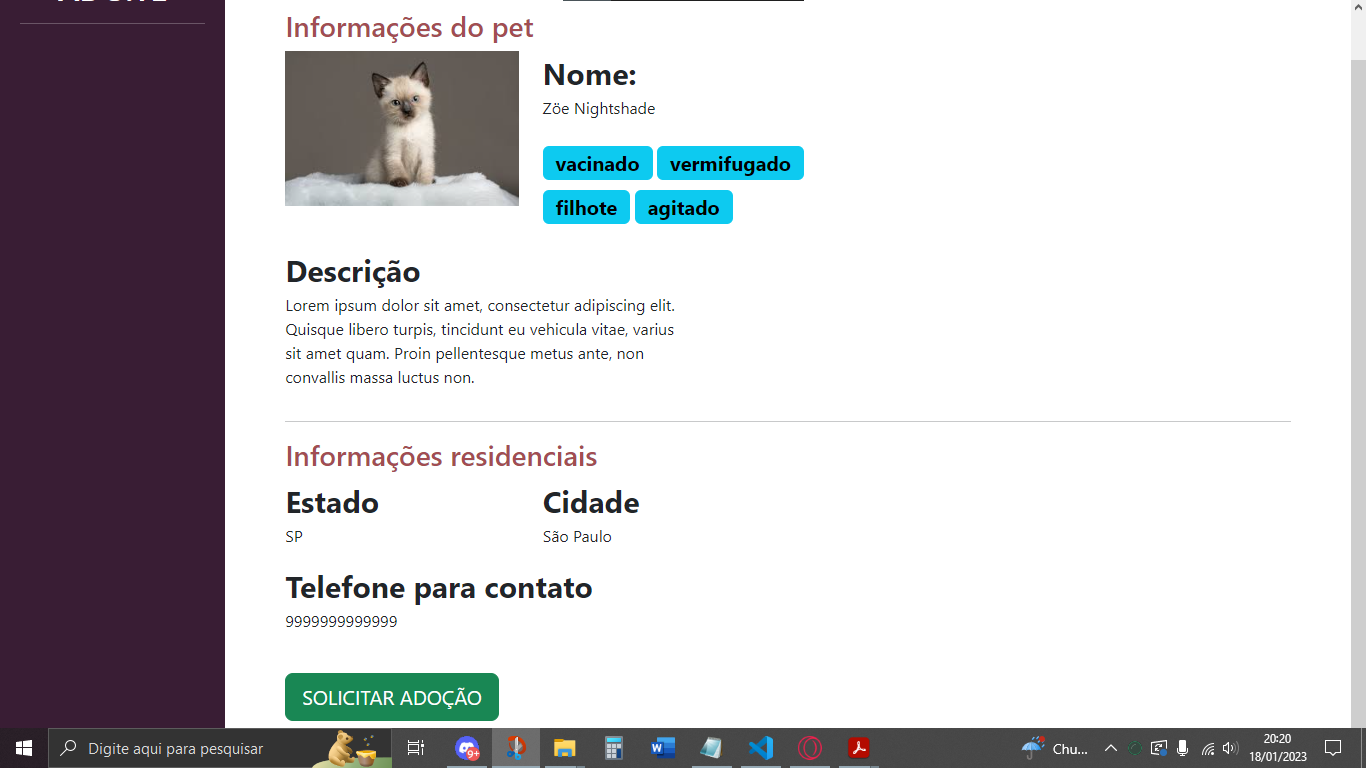 Informações do pet
Nome:
Zöe Nightshade
vacinado vermifugado
filhote agitado
Descrição
Lorem ipsum dolor sit amet, consectetur adipiscing elit.
Quisque libero turpis, tincidunt eu vehicula vitae, varius
sit amet quam. Proin pellentesque metus ante, non
convallis massa luctus non.
Informações residenciais
Estado
SP
Cidade
São Paulo
Telefone para contato
9999999999999
SOLICITAR ADOÇÃO
Digite aqui para pesquisar
9+
Chu...
20:20
18/01/2023